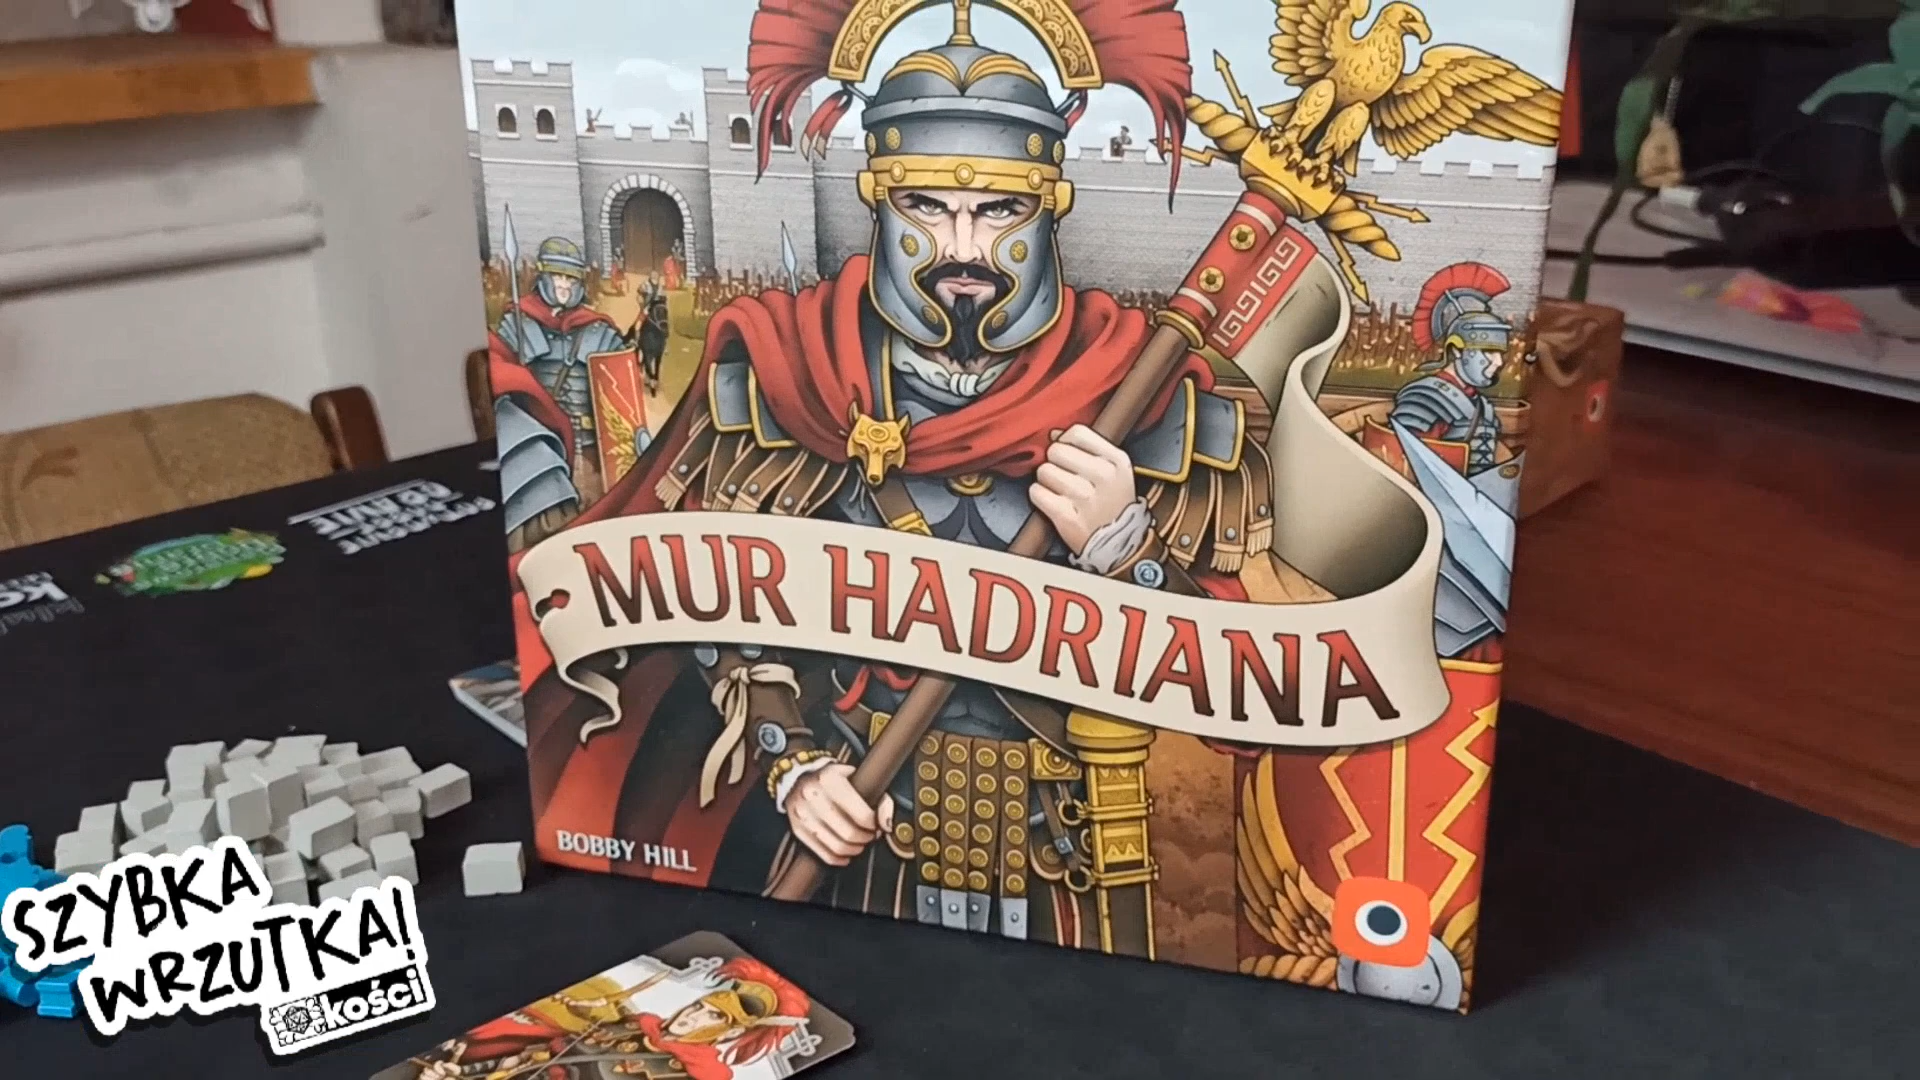 MUR HADRIANA
BOBBY HILL
SZYBKA
WRZUTKA!
kości